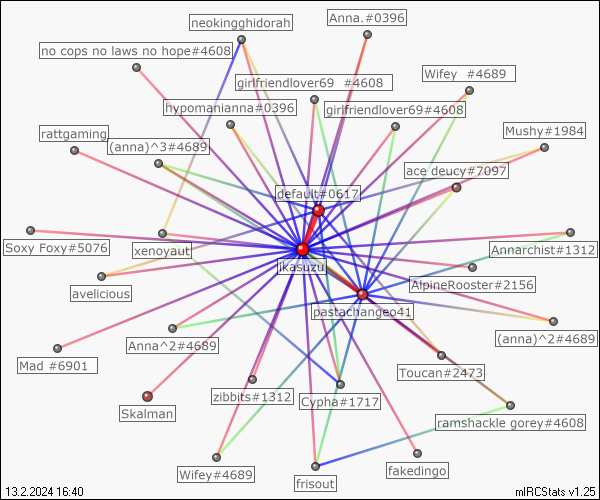 neokingghidorah
Anna.#0396
no cops no laws no hope#4608
girlfriendlover69 #4608
Wifey #4689
hypomanianna#0396
girlfriendlover69#4608
rattgaming
(anna)^3#4689
Mushy#1984
ace deucy#7097
default#0617
Soxy Foxy#5076
xenoyaut
Annarchist#1312
jkasuzu
avelicious
AlpineRooster#2156
pastachangeo41
Anna^2#4689
(anna)^2#4689
Mad #6901
Toucan#2473
Skalman
zibbits#1312
Cypha#1717
ramshackle gorey#4608
Wifey#4689
frisout
fakedingo
13.2.2024 16:40
mIRCStats v1.25